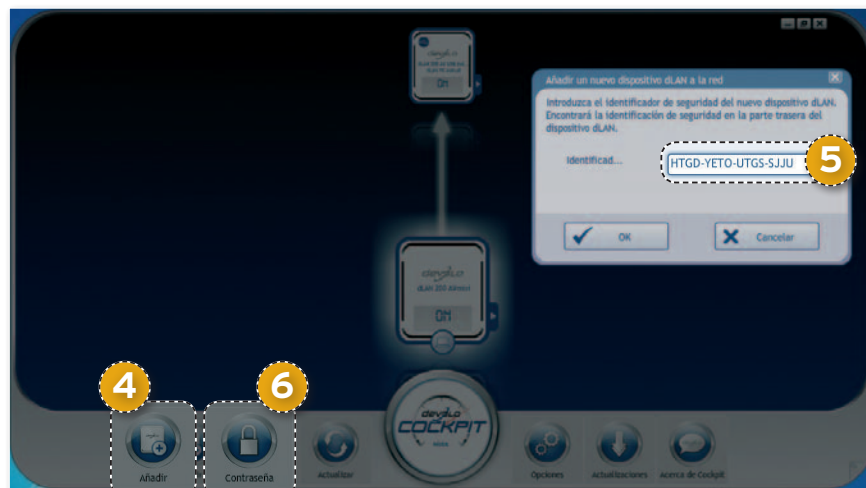 devolo
ON
Añadir un nuevo dispositivo dLAN a la red
Introduzca el identificador de seguridad del nuevo dispositivo dLAN.
Encontrará la identificación de seguridad en la parte trasera del
dispositivo dLAN.
Identificad...
HTGD-YETO-UTGS-SJJU
5
OK
Cancelar
devolo
dLAN 200 AVmini
ON
4
6
devolo
COCKPIT
Añadir
Contraseña
Actualizar
Opciones
Actualizaciones
Acerca de Cockpit